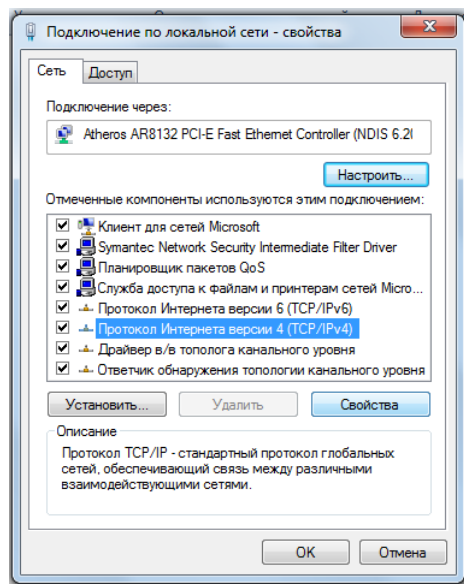 Подключение по локальной сети - свойства
Сеть
Доступ
Подключение через:
Atheros AR8132 PCI-E Fast Ethernet Controller (NDIS 6.2(
Настроить...
Отмеченные компоненты используются этим подключением:
Клиент для сетей Microsoft
Symantec Network Security Intermediate Filter Driver
Планировщик пакетов QoS
Служба доступа к файлам и принтерам сетей Micro...
Протокол Интернета версии 6 (TCP/IPv6)
Протокол Интернета версии 4 (TCP/IPv4)
Драйвер в/в тополога канального уровня
Ответчик обнаружения топологии канального уровня
Установить...
Удалить
Свойства
Описание
Протокол TCP/IP - стандартный протокол глобальных
сетей, обеспечивающий связь между различными
взаимодействующими сетями.
OK
Отмена